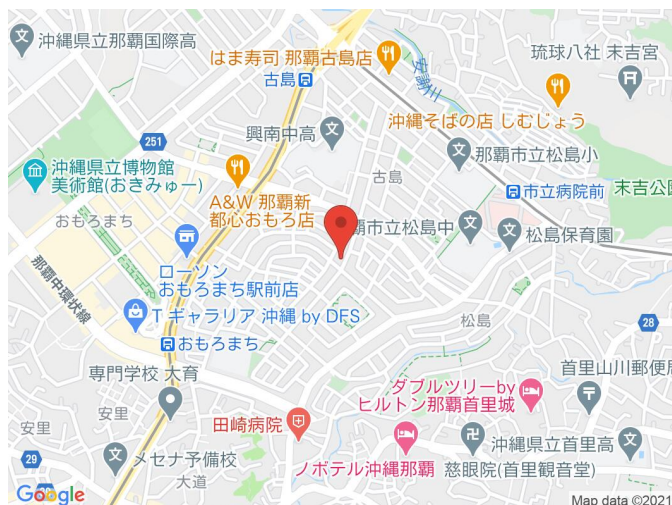 沖縄県立那覇国際高
はま寿司 那覇古島店
古島
安謝川
琉球八社 末吉宮
沖縄そばの店 しむじょう
251
興南中高
那覇市立松島小
沖縄県立博物館
美術館(おきみゅー)
古島
市立病院前
末吉公
A&W 那覇新
都心おもろ店
おもろまち
覇市立松島中
松島保育園
ローソン
おもろまち駅前店
那覇中環状線
T ギャラリア 沖縄 by DFS
松島
28
おもろまち
首里山川郵便局
専門学校 大育
ダブルツリーby
ヒルトン那覇首里城
安里
安里
田崎病院
沖縄県立首里高
29
メセナ予備校
ノボテル沖縄那覇
慈眼院(首里観音堂)
大道
29
Google
Map data ©2021